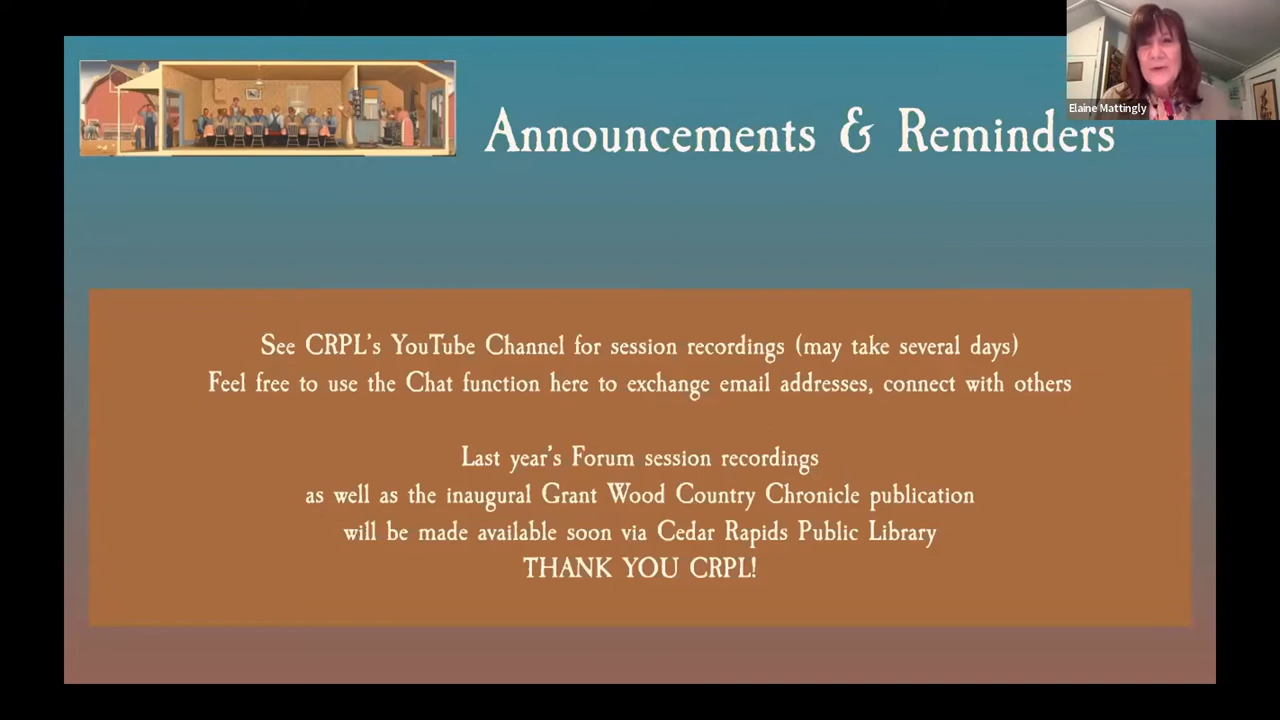 Elaine Mattingly
Announcements & Reminders
See CRPL's YouTube Channel for session recordings (may take several days)
Feel free to use the Chat function here to exchange email addresses, connect with others
Last year's Forum session recordings
as well as the inaugural Grant Wood Country Chronicle publication
will be made available soon via Cedar Rapids Public Library
THANK YOU CRPL!